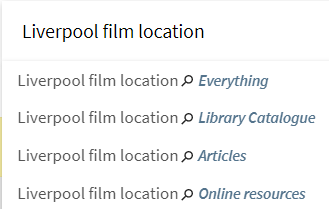 Liverpool film location
Liverpool film location Everything
Liverpool film location Library Catalogue
Liverpool film location Articles
Liverpool film location Online resources